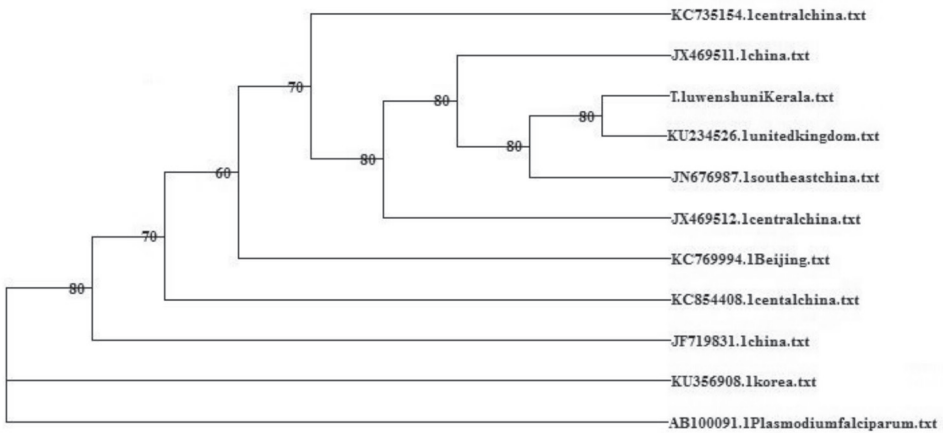 KC735154.1centralchina.txt
70
JX469511.1china.txt
80
T.luwenshuniKerala.txt
80
KU234526.1unitedkingdom.txt
80
80
JN676987.1southeastchina.txt
60
JX469512.1centralchina.txt
70
KC769994.1Beijing.txt
80
KC854408.1centalchina.txt
JF719831.1china.txt
KU356908.1korea.txt
AB100091.1Plasmodiumfalciparum.txt